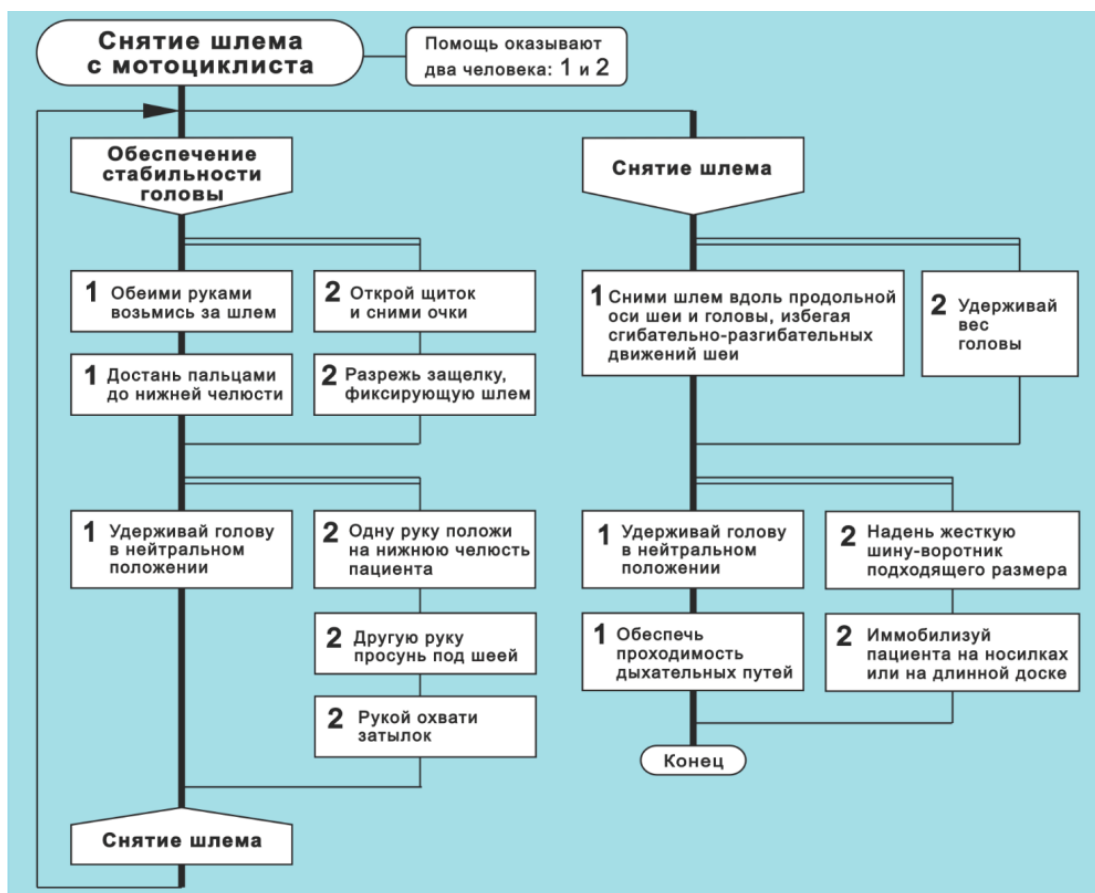 Снятие шлема
с мотоциклиста
Помощь оказывают
два человека: 1 и 2
Обеспечение
стабильности
головы
1 Обеими руками
возьмись за шлем
2 Открой щиток
и сними очки
1 Достань пальцами
до нижней челюсти
2 Разрежь защелку,
фиксирующую шлем
1 Удерживай голову
в нейтральном
положении
2 Одну руку положи
на нижнюю челюсть
пациента
2 Другую руку
просунь под шеей
2 Рукой охвати
затылок
Снятие шлема
Снятие шлема
1 Сними шлем вдоль продольной
оси шеи и головы, избегая
сгибательно-разгибательных
движений шеи
2 Удерживай
вес
головы
1 Удерживай голову
в нейтральном
положении
2 Надень жесткую
шину-воротник
подходящего размера
1 Обеспечь
проходимость
дыхательных путей
2 Иммобилизуй
пациента на носилках
или на длинной доске
Конец